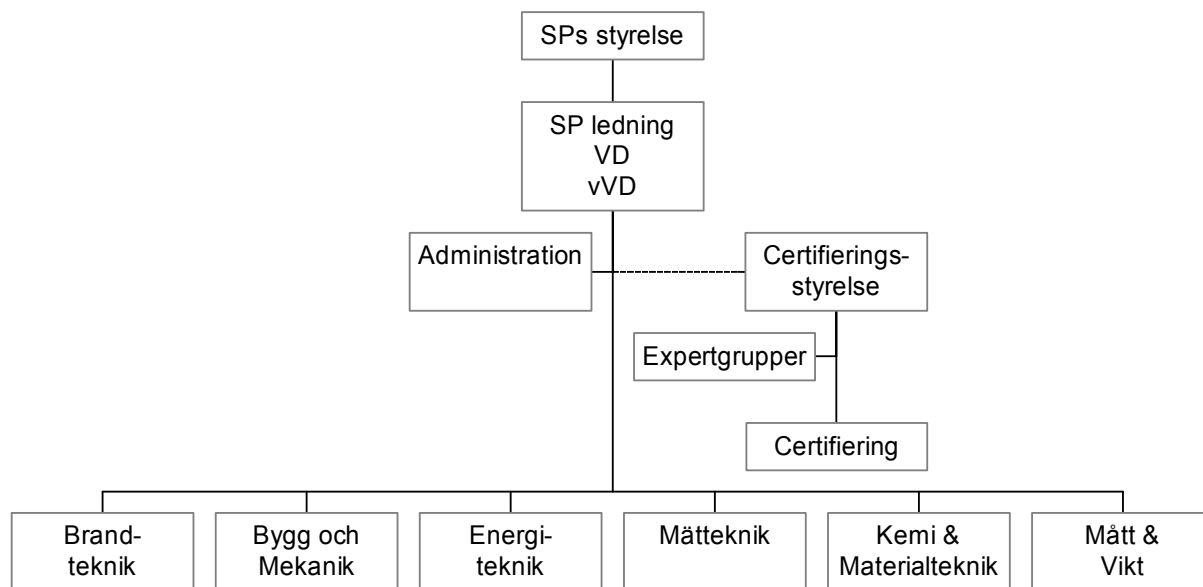 SPs styrelse
SP ledning
VD
vVD
Administration
Certifierings-
styrelse
Expertgrupper
Certifiering
Brand-
teknik
Bygg och
Mekanik
Energi-
teknik
Mätteknik
Kemi &
Materialteknik
Mått &
Vikt